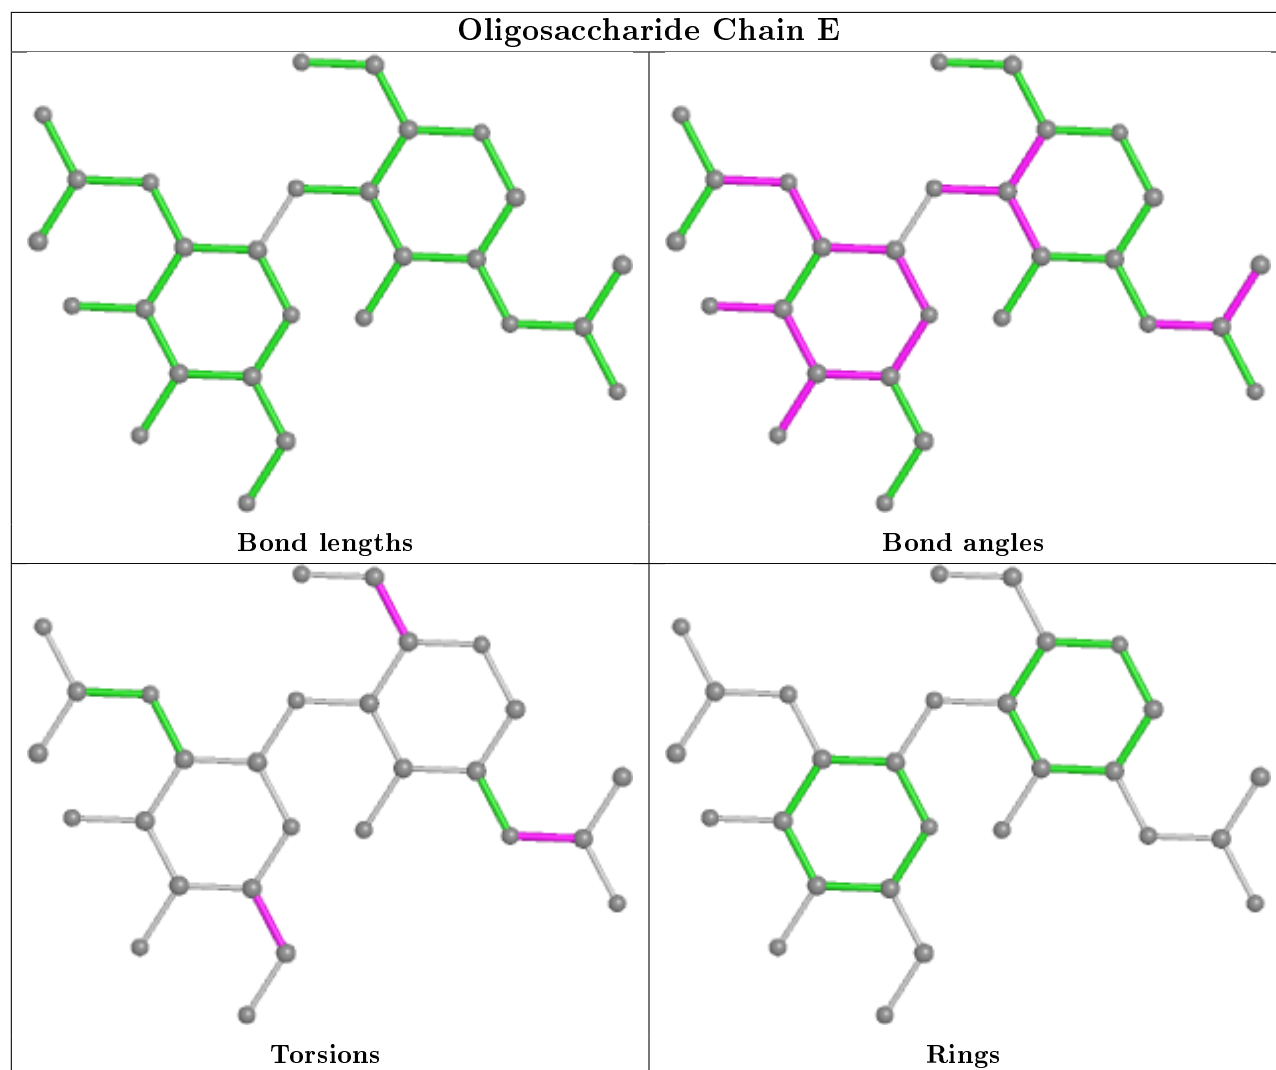 Oligosaccharide Chain E
Bond lengths
Bond angles
Torsions
Rings